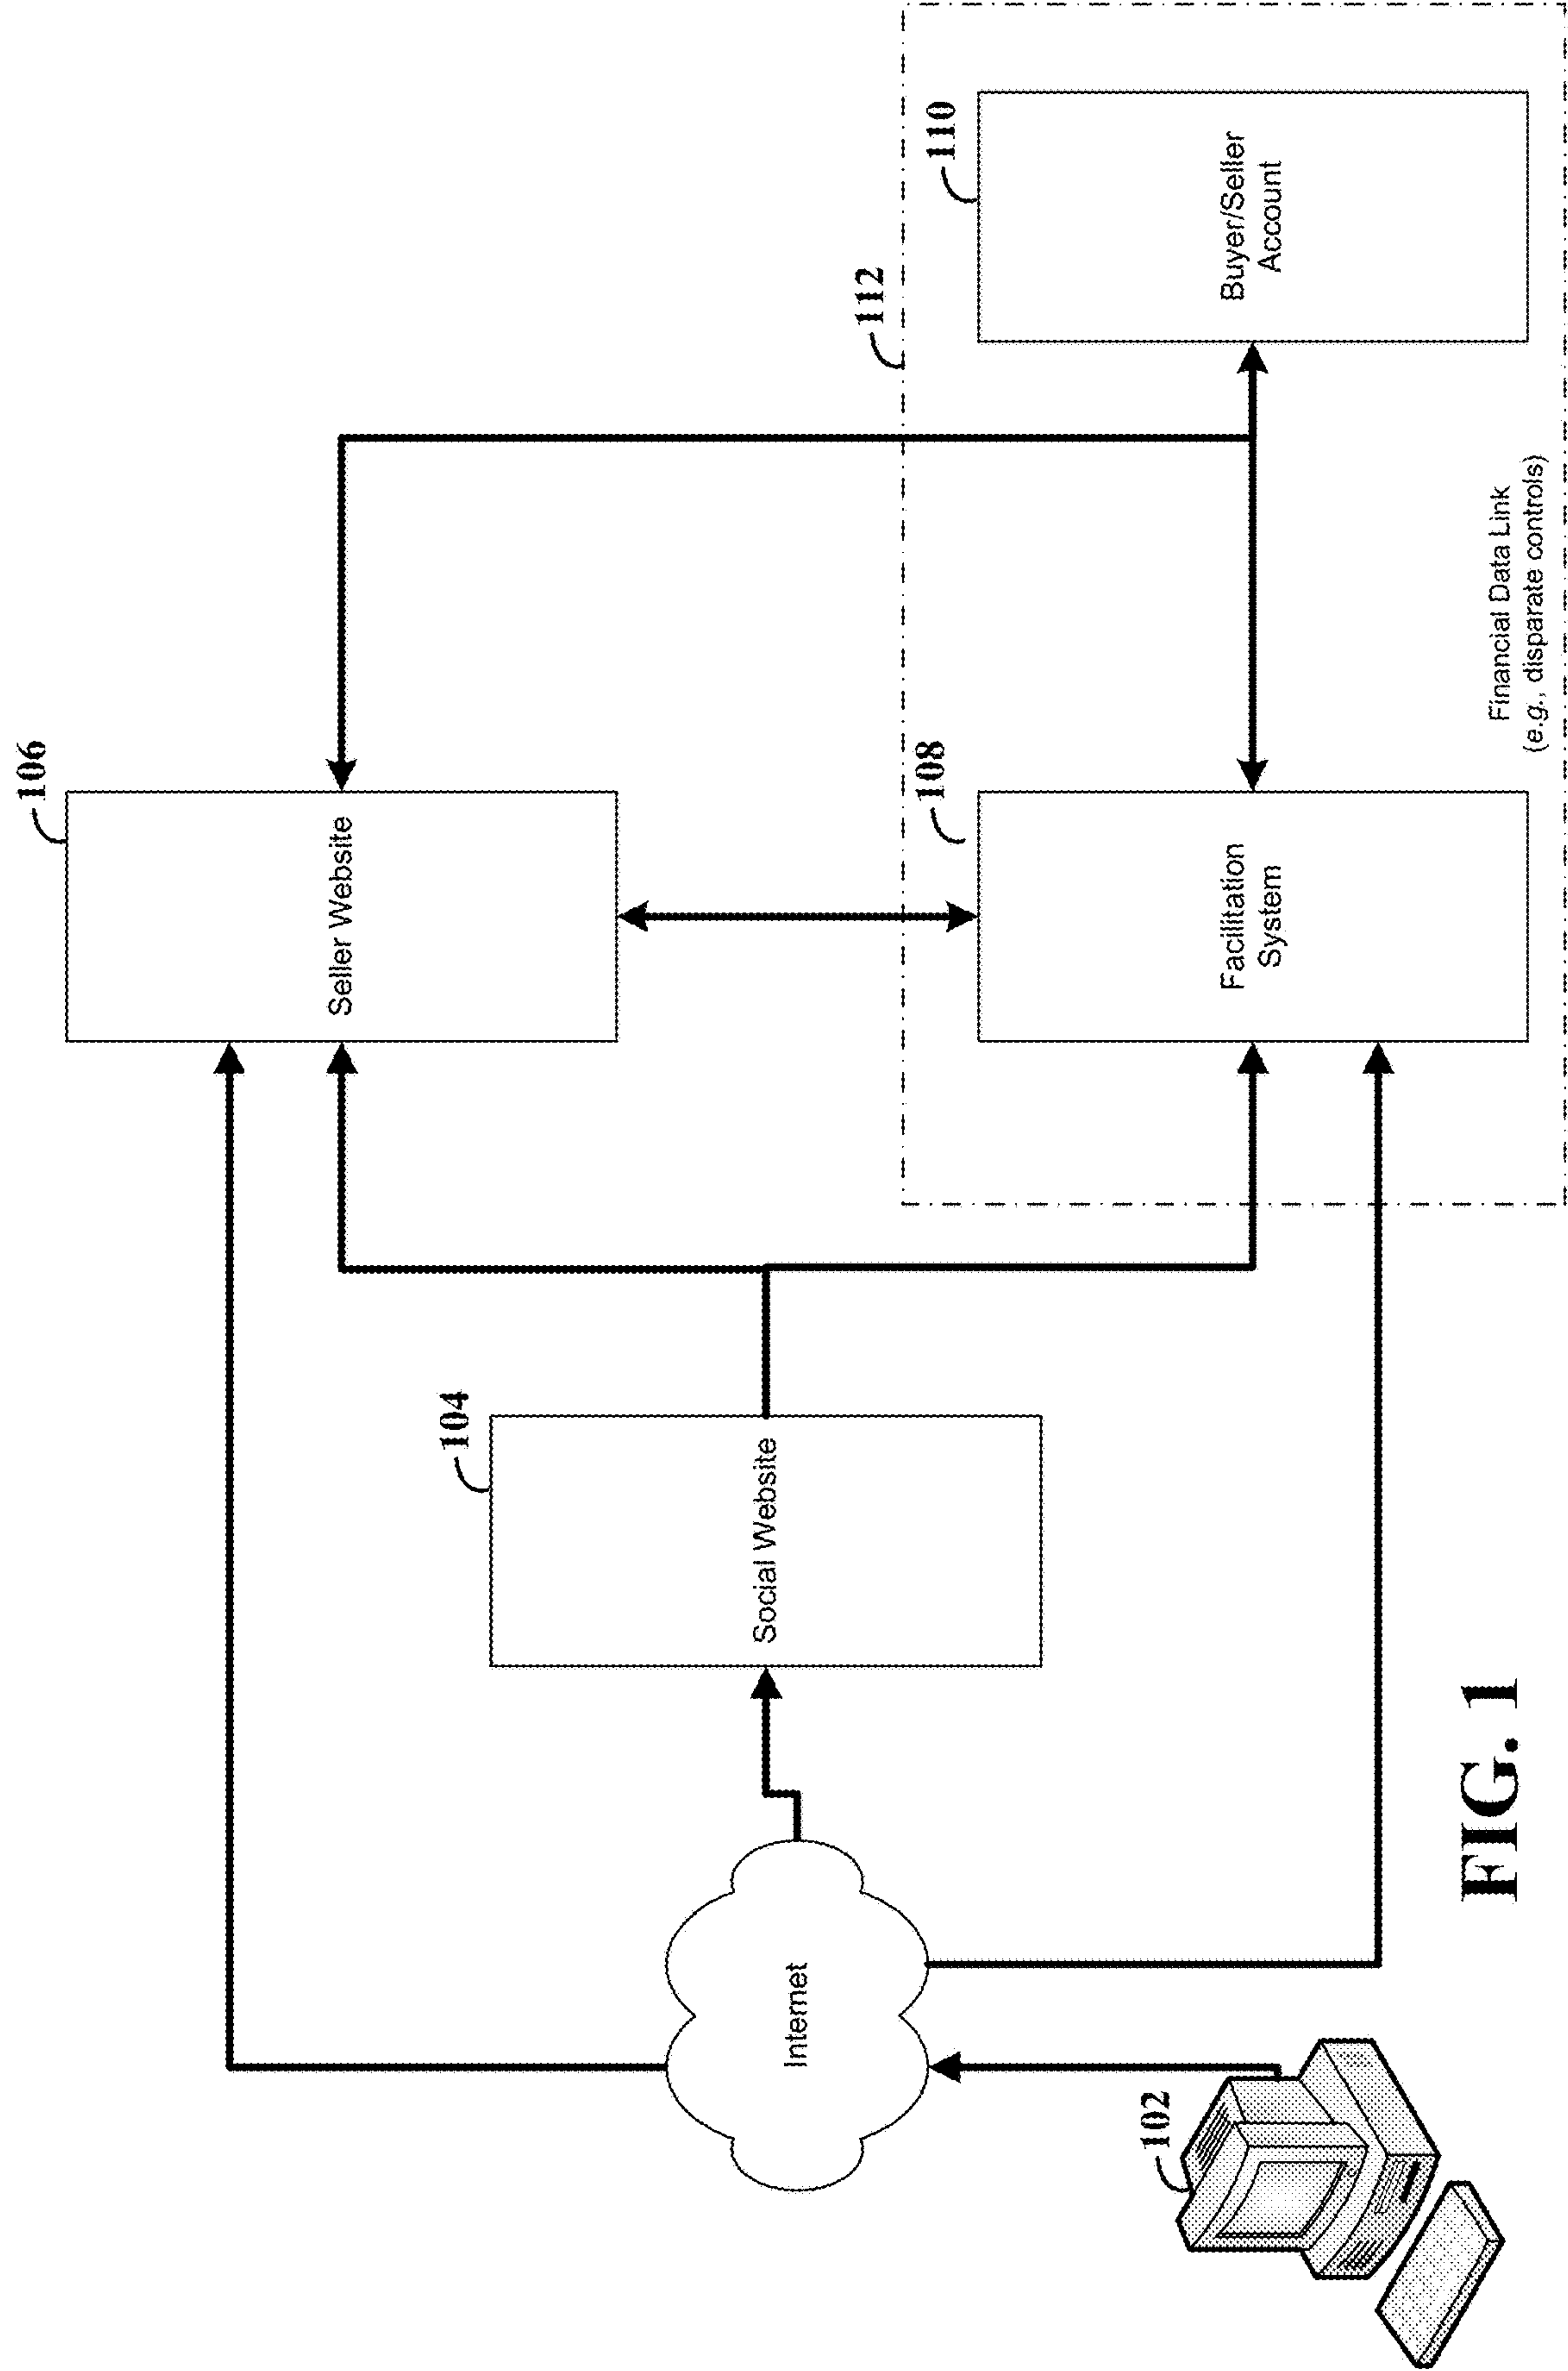 106
Seller Website
104
Social Website
Internet
102
112
110
Buyer/Seller
Account
108
Facilitation
System
Financial Data Link
(e.g., disparate controls)
FIG. 1